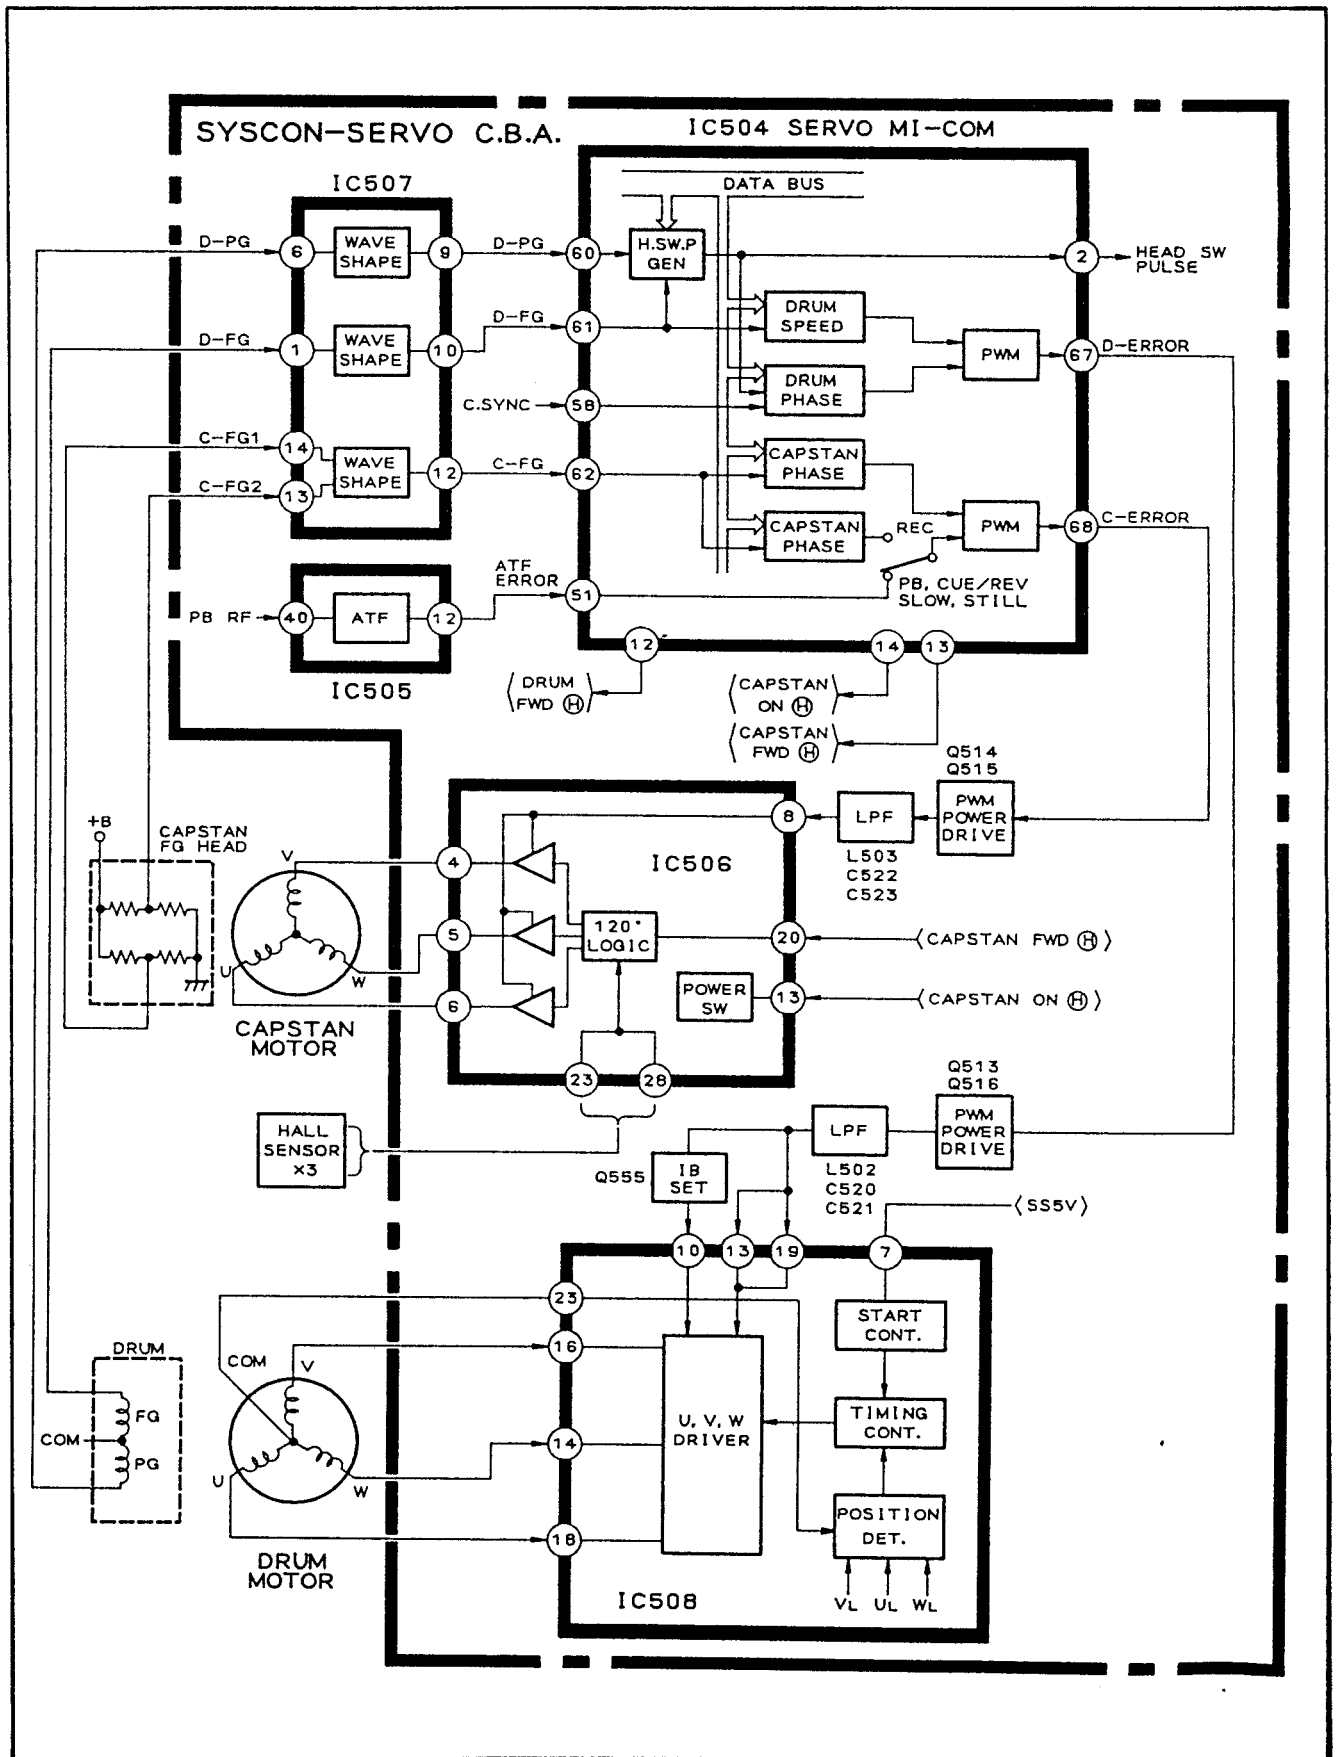 SYSCON-SERVO C.B.A.
IC504 SERVO MI-COM
IC507
DATA BUS
D-PG
6
WAVE
SHAPE
9
D-PG
60
H.SW.P
GEN
2
HEAD SW
PULSE
D-FG
1
WAVE
SHAPE
10
D-FG
61
DRUM
SPEED
PWM
67
D-ERROR
C.SYNC
58
DRUM
PHASE
C-FG1
14
WAVE
SHAPE
12
C-FG
62
CAPSTAN
PHASE
C-FG2
13
CAPSTAN
PHASE
REC
PWM
68
C-ERROR
ATF
ERROR
51
PB, CUE/REV
SLOW, STILL
PB RF
40
ATF
12
IC505
12
14
13
DRUM
FWD H
CAPSTAN
ON H
CAPSTAN
FWD H
Q514
Q515
PWM
POWER
DRIVE
LPF
L503
C522
C523
8
IC506
+B
CAPSTAN
FG HEAD
V
U
W
CAPSTAN
MOTOR
4
5
6
120°
LOGIC
20
CAPSTAN FWD H
POWER
SW
13
CAPSTAN ON H
23
28
HALL
SENSOR
×3
Q513
Q516
PWM
POWER
DRIVE
LPF
L502
C520
C521
Q555
IB
SET
SS5V
10
13
19
7
23
16
14
18
START
CONT.
U, V, W
DRIVER
TIMING
CONT.
POSITION
DET.
VL
UL
WL
IC508
DRUM
FG
COM
PG
COM
V
U
W
DRUM
MOTOR